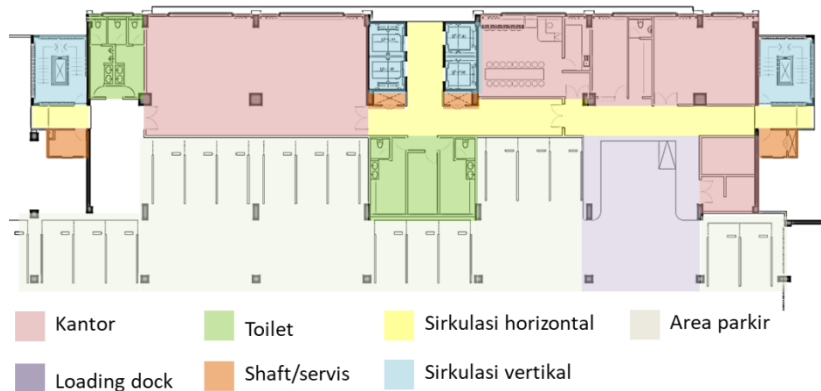 Kantor
Toilet
Sirkulasi horizontal
Area parkir
Loading dock
Shaft/servis
Sirkulasi vertikal